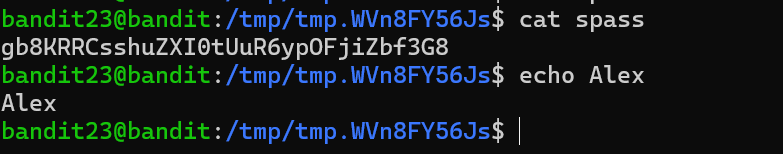 bandit23@bandit:/tmp/tmp.WVn8FY56Js$ cat spass
gb8KRRCsshuZXI0tUuR6ypOFjiZbf3G8
bandit23@bandit:/tmp/tmp.WVn8FY56Js$ echo Alex
Alex
bandit23@bandit:/tmp/tmp.WVn8FY56Js$